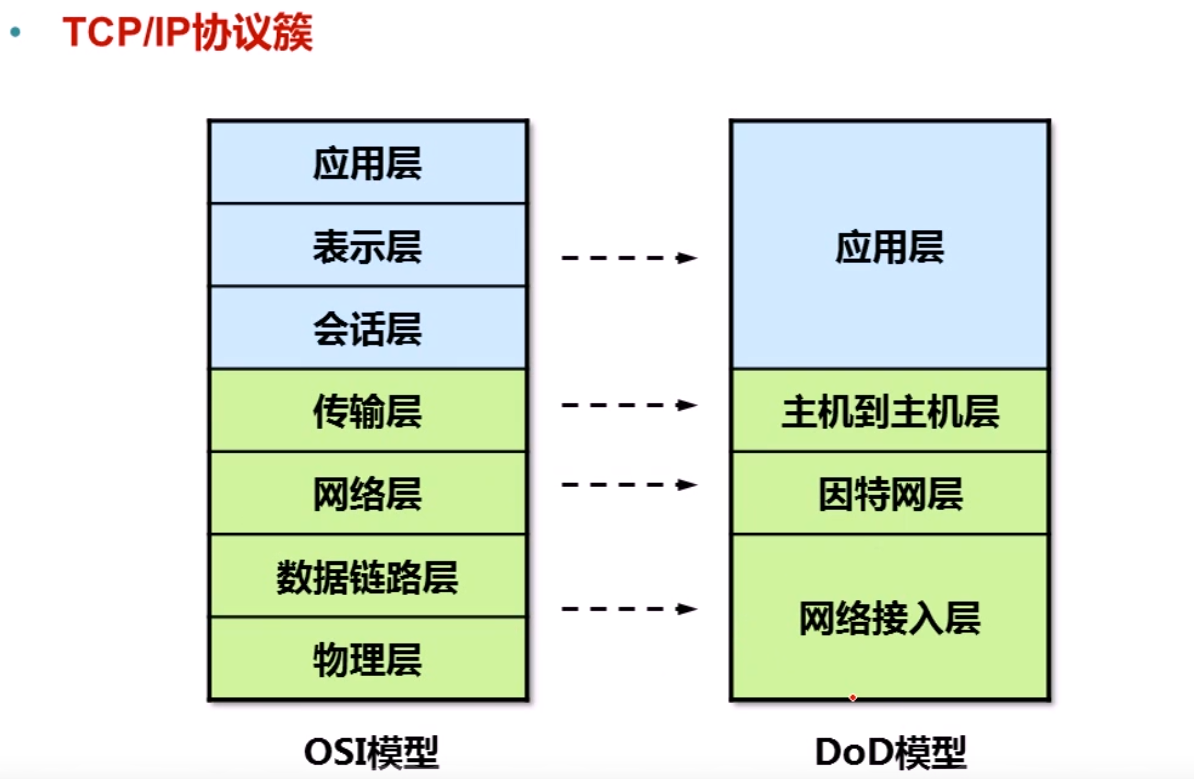 TCP/IP协议簇
应用层
表示层
会话层
传输层
网络层
数据链路层
物理层
OSI模型
应用层
主机到主机层
因特网层
网络接入层
DoD模型